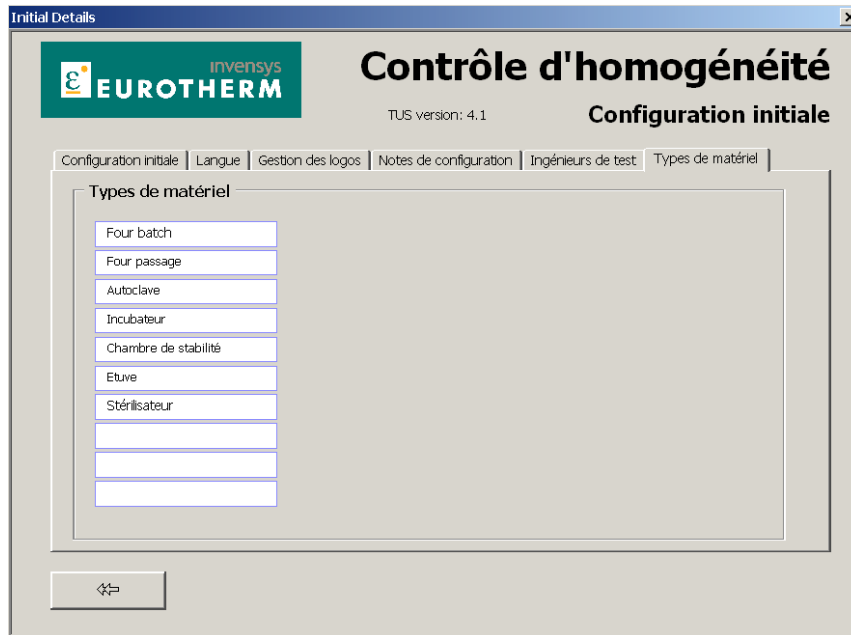 Initial Details
invensys
EUROTHERM
Contrôle d'homogénéité
TUS version: 4.1
Configuration initiale
Configuration initiale
Langue
Gestion des logos
Notes de configuration
Ingénieurs de test
Types de matériel
Types de matériel
Four batch
Four passage
Autoclave
Incubateur
Chambre de stabilité
Etuve
Stérilisateur